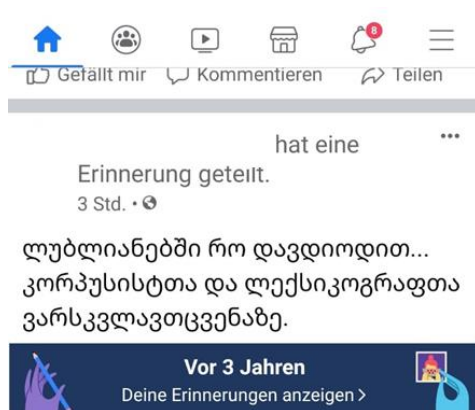 8
Gefällt mir Kommentieren Teilen
hat eine
Erinnerung geteilt.
3 Std. •
ლუბლიანებში რო დავდიოდით...
კორპუსისტთა და ლექსიკოგრაფთა
ვარსკვლავთცვენაზე.
Vor 3 Jahren
Deine Erinnerungen anzeigen >